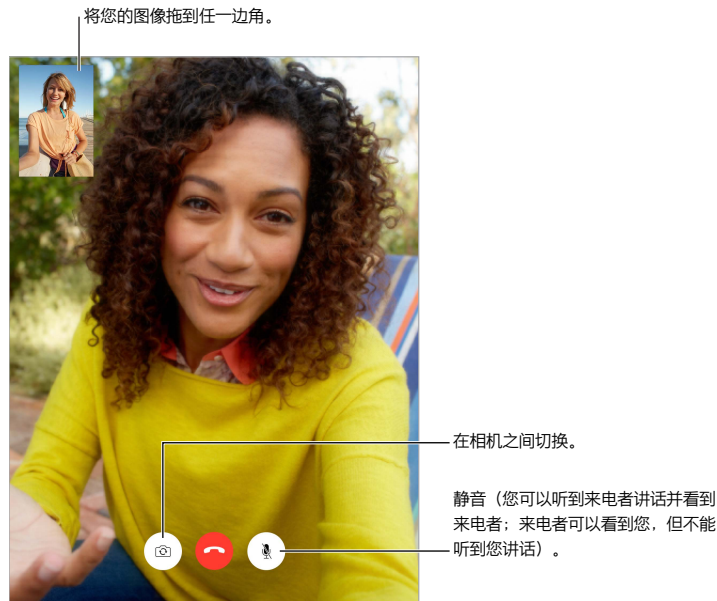 将您的图像拖到任一边角。
在相机之间切换。
静音（您可以听到来电者讲话并看到
来电者；来电者可以看到您，但不能
听到您讲话）。